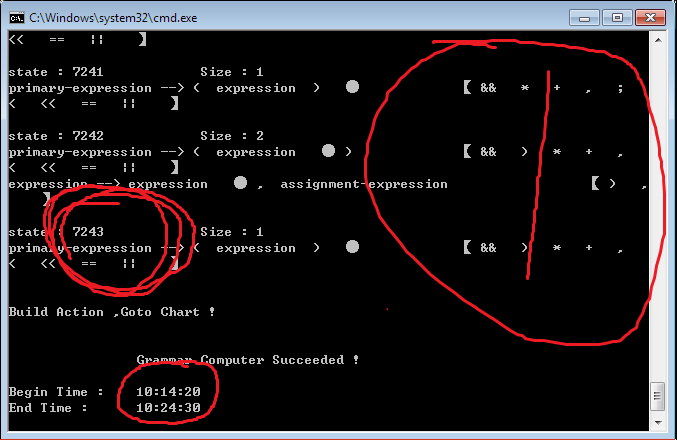 C:\Windows\system32\cmd.exe
<< == || 】
state : 7241 Size : 1
primary-expression --> ( expression ) ● 【 && * + , ;
< << == || 】
state : 7242 Size : 2
primary-expression --> ( expression ● ) 【 && ) * + ,
< << == || 】
expression --> expression ● , assignment-expression 【 ) ,
】
state : 7243 Size : 1
primary-expression --> ( expression ) ● 【 && ) * + ,
< << == || 】
Build Action ,Goto Chart !
Grammar Computer Succeeded !
Begin Time : 10:14:20
End Time : 10:24:30